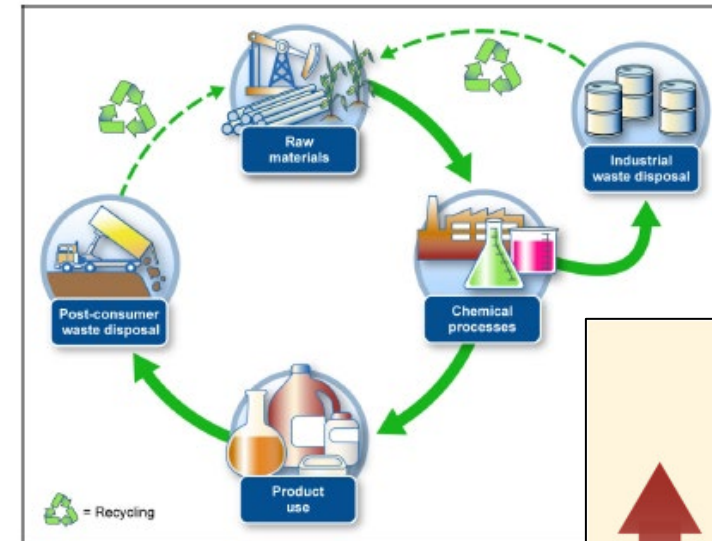 Raw
materials
Industrial
waste disposal
Post-consumer
waste disposal
Chemical
processes
Product
use
= Recycling